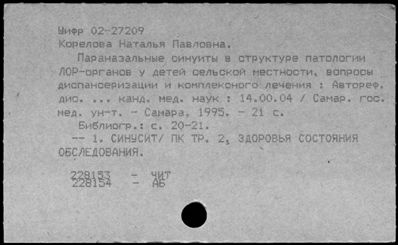 Шифр 02-27209
Корелова Наталья Павловна.
Параназальные синуиты в структуре патологии
ЛОР-органов у детей сельской местности, вопросы
диспансеризации и комплексного лечения : Автореф.
дис. ... канд. мед. наук : 14.00.04 / Самар. гос.
мед. ун-т. - Самара, 1995. - 21 с.
Библиогр.: с. 20-21.
-- 1. СИНУСИТ/ ПК ТР. 2, ЗДОРОВЬЯ СОСТОЯНИЯ
ОБСЛЕДОВАНИЯ.
228153 - ЧИТ
228154 - АБ